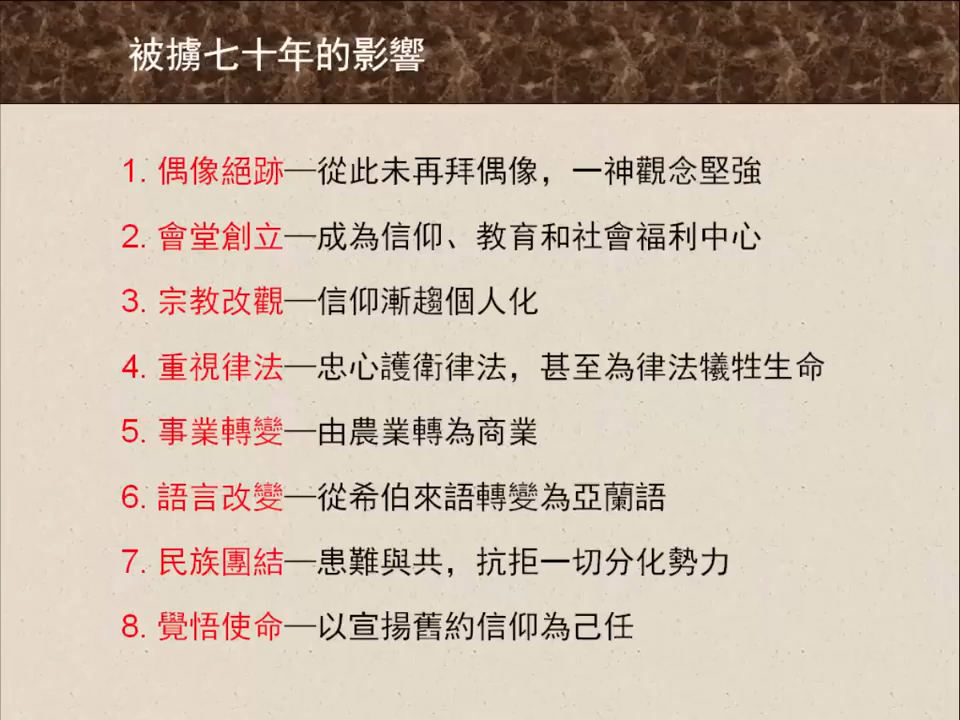 被擄七十年的影響
1. 偶像絕跡─從此未再拜偶像，一神觀念堅強
2. 會堂創立─成為信仰、教育和社會福利中心
3. 宗教改觀─信仰漸趨個人化
4. 重視律法─忠心護衛律法，甚至為律法犧牲生命
5. 事業轉變─由農業轉為商業
6. 語言改變─從希伯來語轉變為亞蘭語
7. 民族團結─患難與共，抗拒一切分化勢力
8. 覺悟使命─以宣揚舊約信仰為己任